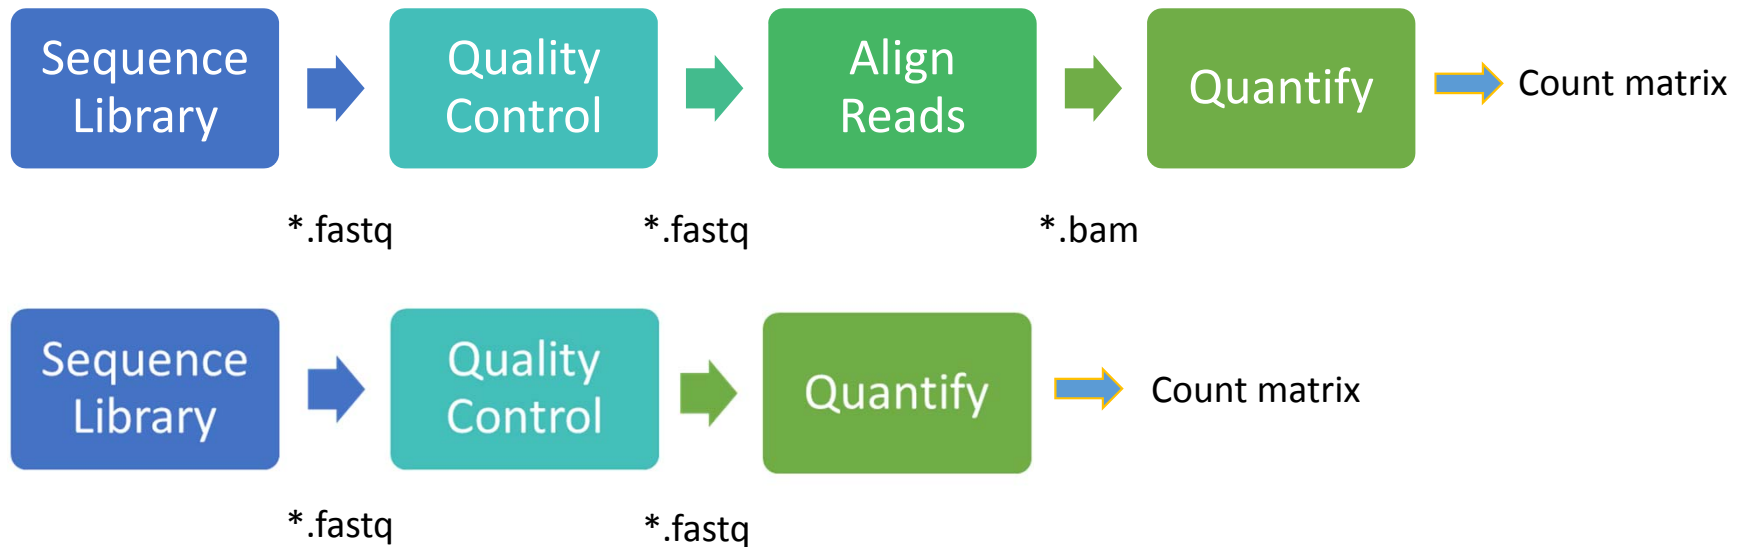 Sequence
Library
Quality
Control
Align
Reads
Quantify
Count matrix
*.fastq
*.fastq
*.bam
Sequence
Library
Quality
Control
Quantify
Count matrix
*.fastq
*.fastq